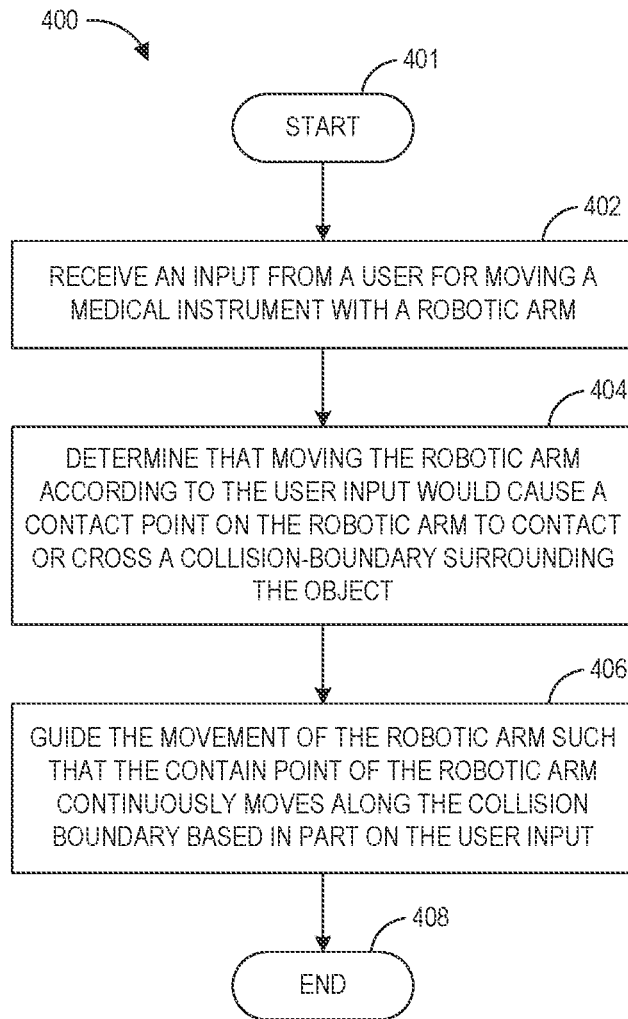 400
401
START
402
RECEIVE AN INPUT FROM A USER FOR MOVING A
MEDICAL INSTRUMENT WITH A ROBOTIC ARM
404
DETERMINE THAT MOVING THE ROBOTIC ARM
ACCORDING TO THE USER INPUT WOULD CAUSE A
CONTACT POINT ON THE ROBOTIC ARM TO CONTACT
OR CROSS A COLLISION-BOUNDARY SURROUNDING
THE OBJECT
406
GUIDE THE MOVEMENT OF THE ROBOTIC ARM SUCH
THAT THE CONTAIN POINT OF THE ROBOTIC ARM
CONTINUOUSLY MOVES ALONG THE COLLISION
BOUNDARY BASED IN PART ON THE USER INPUT
408
END